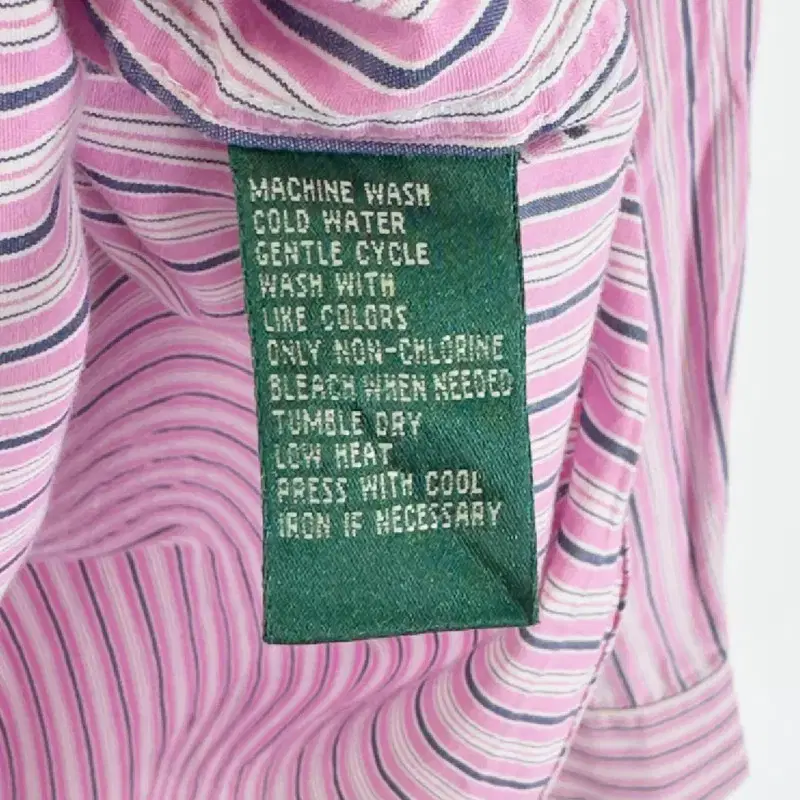 MACHINE WASH
COLD WATER
GENTLE CYCLE
WASH WITH
LIKE COLORS
ONLY NON-CHLORINE
BLEACH WHEN NEEDED
TUMBLE DRY
LOW HEAT
PRESS WITH COOL
IRON IF NECESSARY